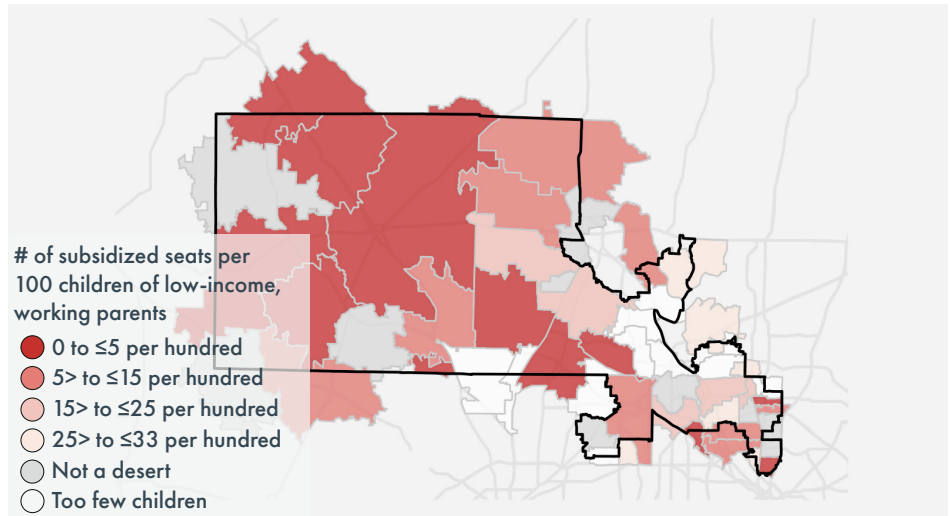 # of subsidized seats per
100 children of low-income,
working parents
0 to ≤5 per hundred
5> to ≤15 per hundred
15> to ≤25 per hundred
25> to ≤33 per hundred
Not a desert
Too few children